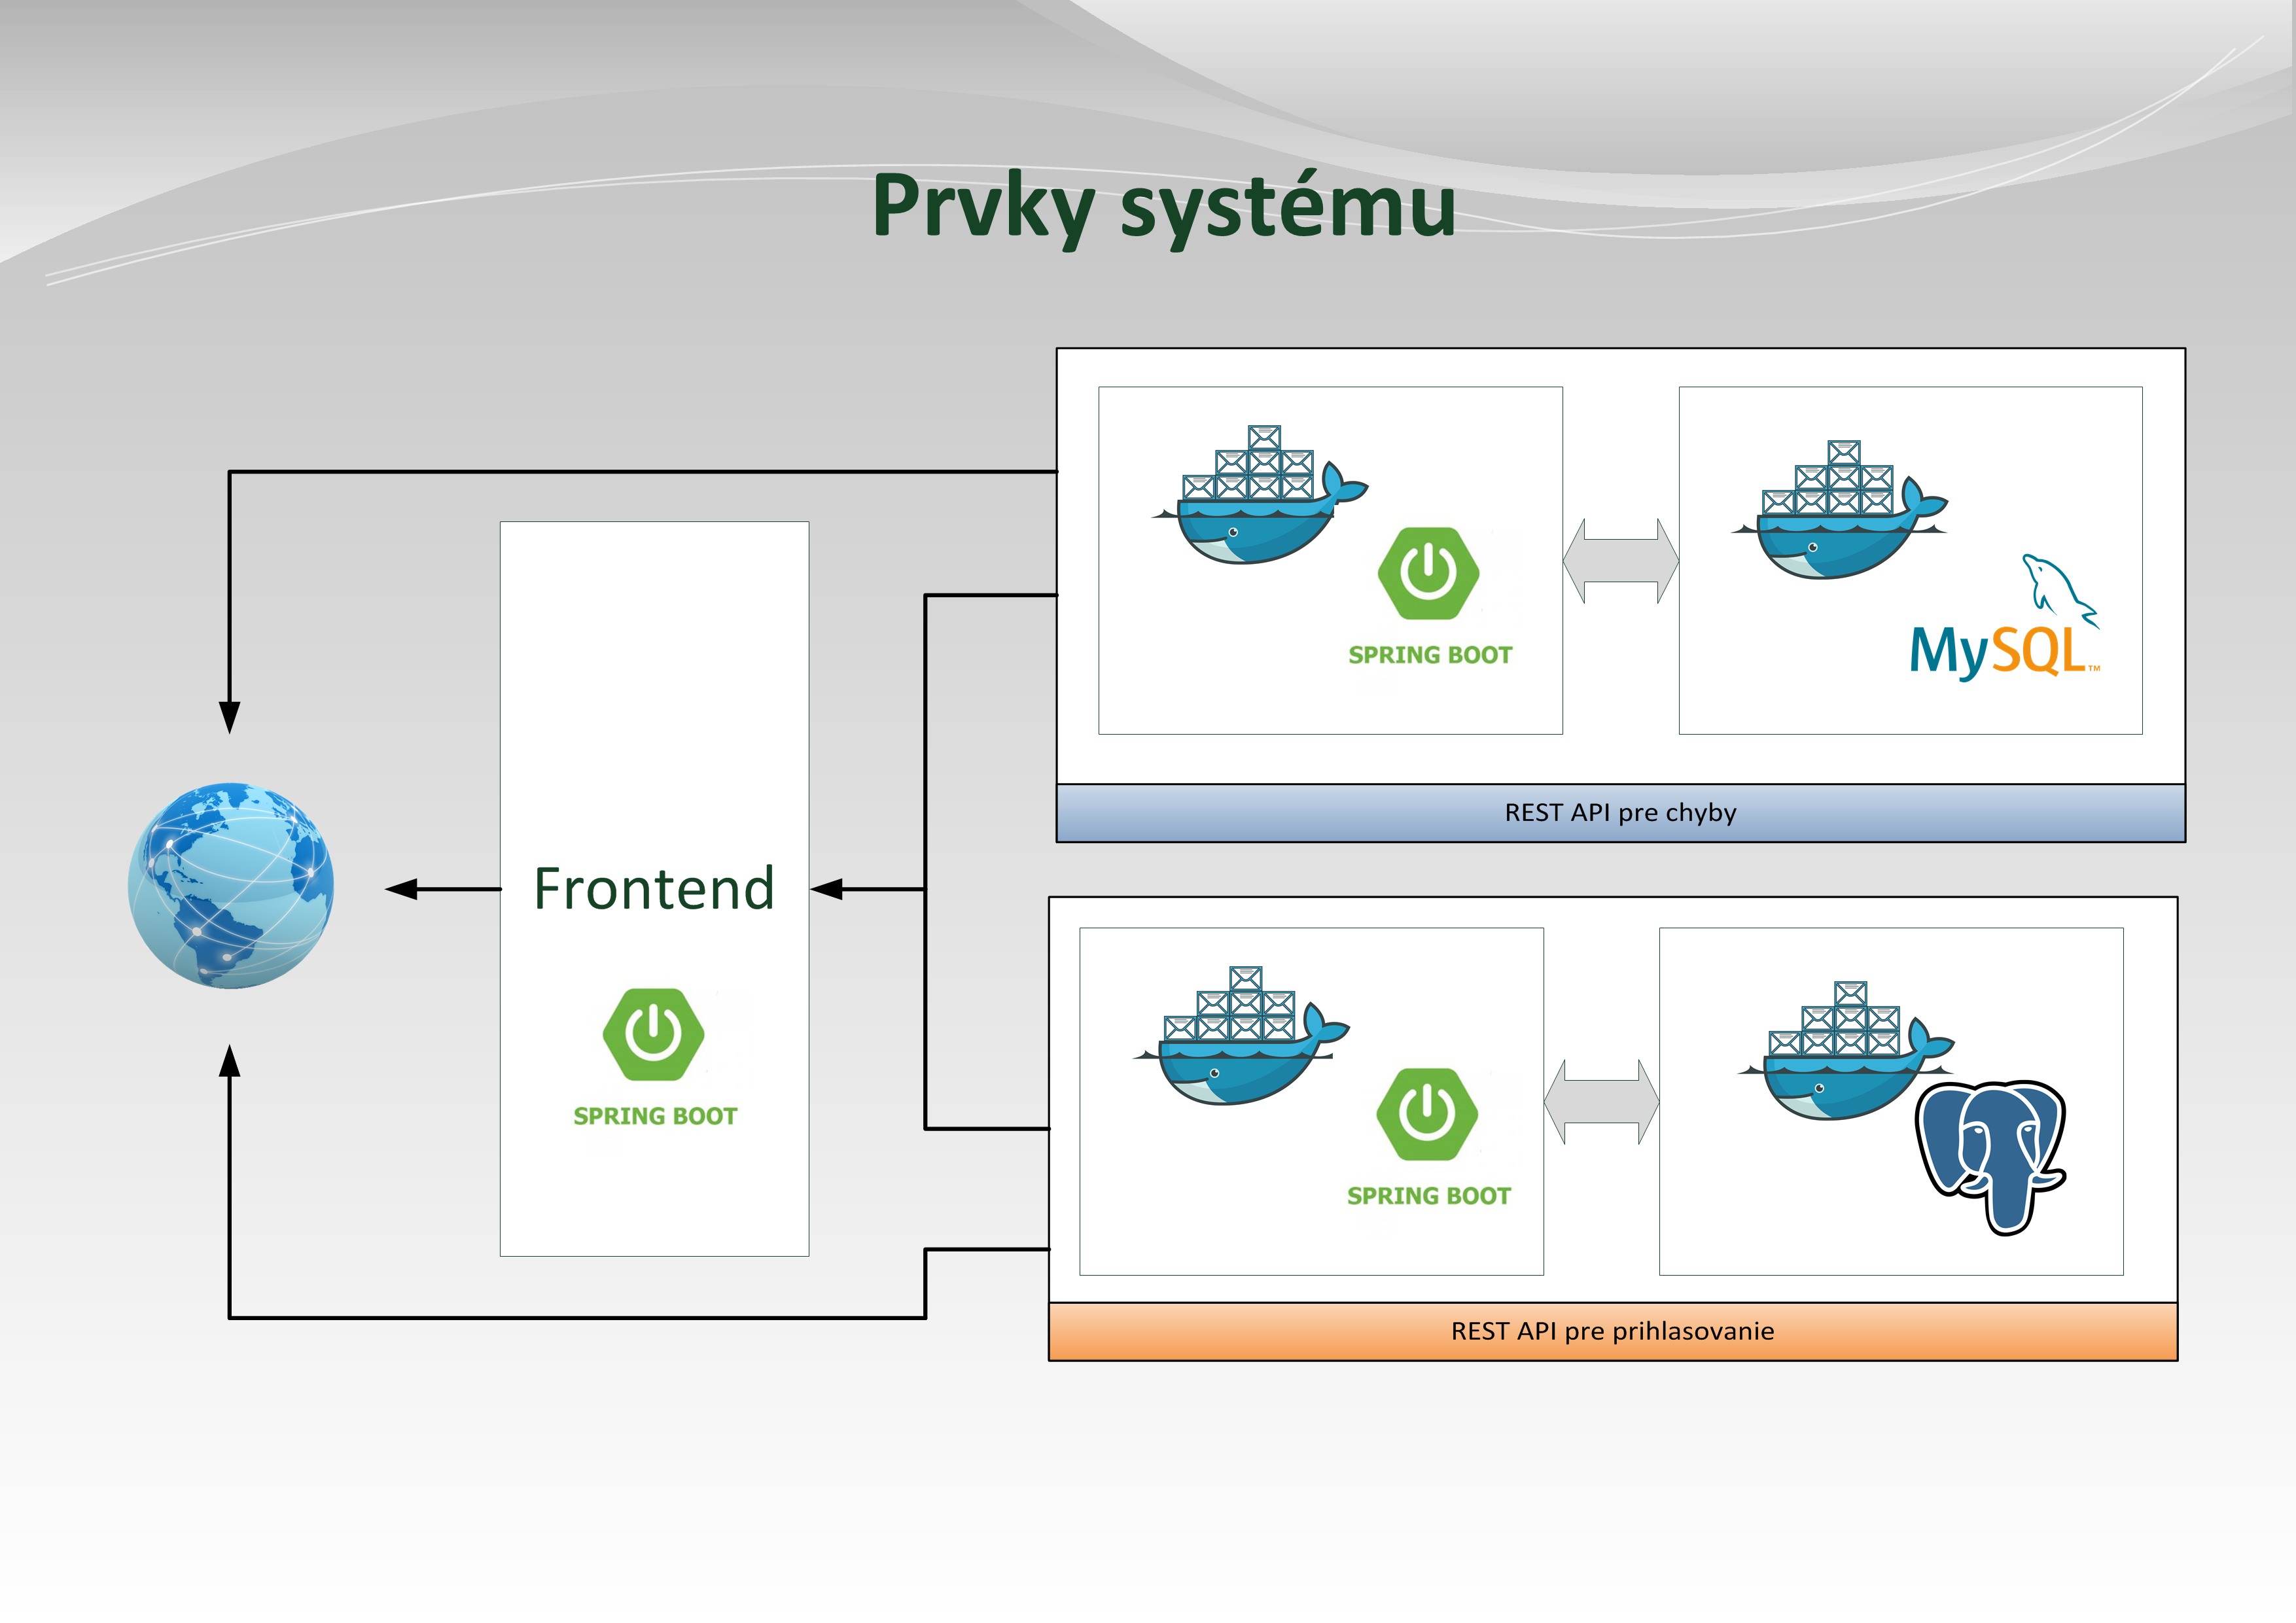 Prvky systému
SPRING BOOT
MySQL™
REST API pre chyby
Frontend
SPRING BOOT
SPRING BOOT
REST API pre prihlasovanie